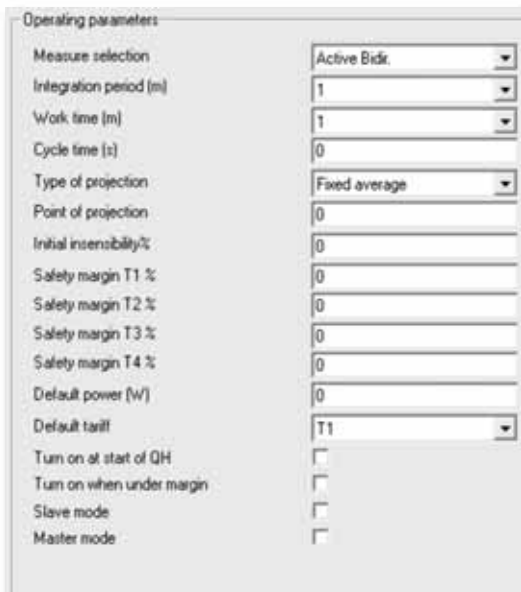 Operating parameters
Measure selection Active Bidir.
Integration period (m) 1
Work time (m) 1
Cycle time (s) 0
Type of projection Fixed average
Point of projection 0
Initial insensibility% 0
Safety margin T1 % 0
Safety margin T2 % 0
Safety margin T3 % 0
Safety margin T4 % 0
Default power (W) 0
Default tariff T1
Turn on at start of QH
Turn on when under margin
Slave mode
Master mode